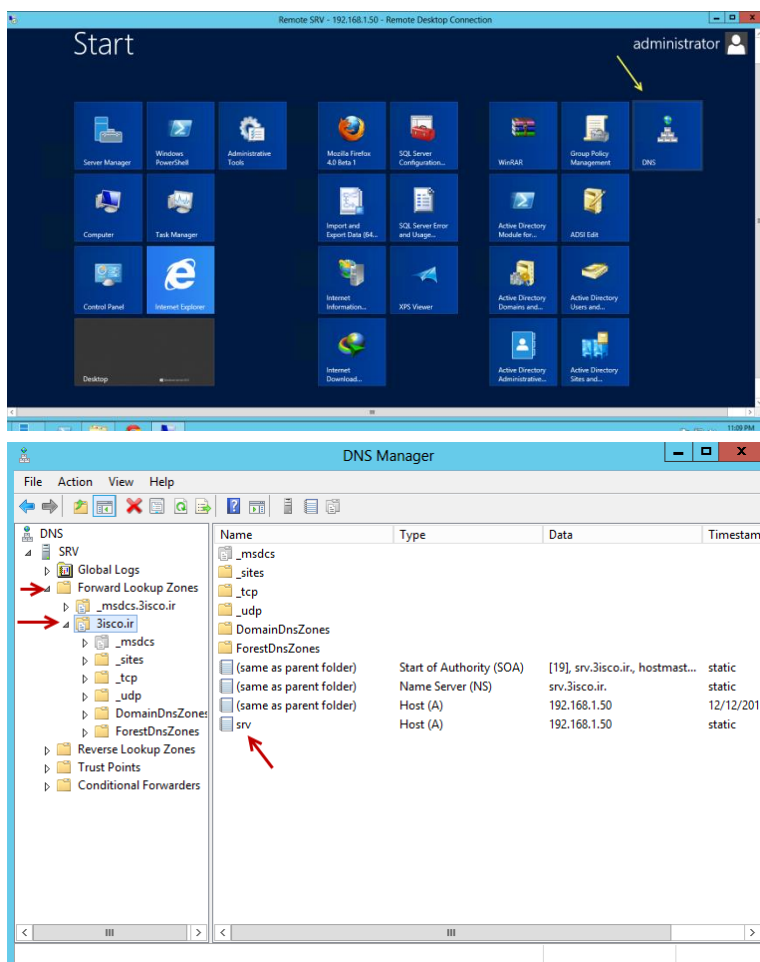 Remote SRV - 192.168.1.50 - Remote Desktop Connection
Start
administrator
Server Manager
Windows PowerShell
Administrative Tools
Mozilla Firefox 4.0 Beta 1
SQL Server Configuration...
WinRAR
Group Policy Management
DNS
Computer
Task Manager
Import and Export Data (64...
SQL Server Error and Usage...
Active Directory Module for...
ADSI Edit
Control Panel
Internet Explorer
Internet Information...
XPS Viewer
Active Directory Domains and...
Active Directory Users and...
Desktop
Internet Download...
Active Directory Administrative...
Active Directory Sites and...
11:09 PM
DNS Manager
File Action View Help
DNS
SRV
Global Logs
Forward Lookup Zones
_msdcs.3isco.ir
3isco.ir
_msdcs
_sites
_tcp
_udp
DomainDnsZones
ForestDnsZones
Reverse Lookup Zones
Trust Points
Conditional Forwarders
Name Type Data Timestam
_msdcs
_sites
_tcp
_udp
DomainDnsZones
ForestDnsZones
(same as parent folder) Start of Authority (SOA) [19], srv.3isco.ir., hostmast... static
(same as parent folder) Name Server (NS) srv.3isco.ir. static
(same as parent folder) Host (A) 192.168.1.50 12/12/201
srv Host (A) 192.168.1.50 static